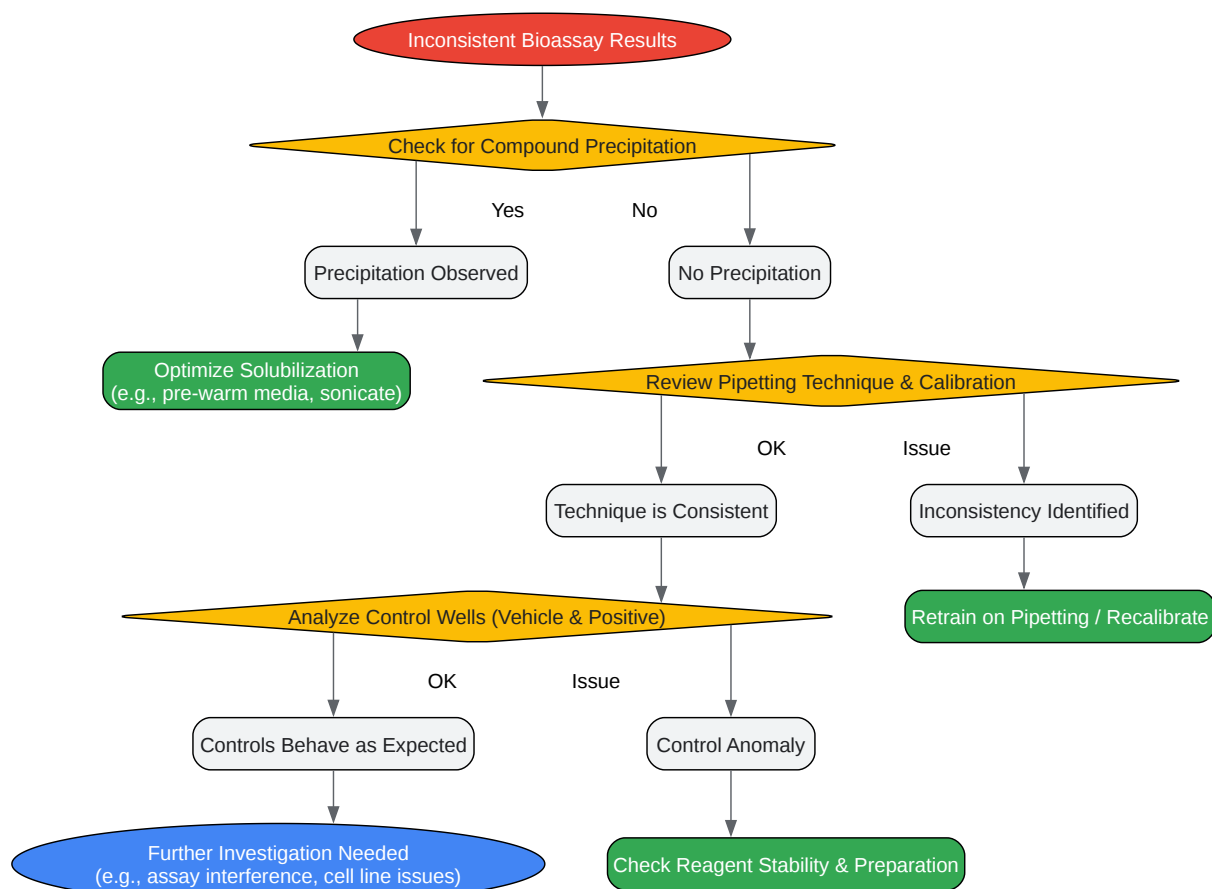 Inconsistent Bioassay Results
Check for Compound Precipitation
Yes
No
Precipitation Observed
No Precipitation
Optimize Solubilization
(e.g., pre-warm media, sonicate)
Review Pipetting Technique & Calibration
OK
Issue
Technique is Consistent
Inconsistency Identified
Analyze Control Wells (Vehicle & Positive)
Retrain on Pipetting / Recalibrate
OK
Issue
Controls Behave as Expected
Control Anomaly
Further Investigation Needed
(e.g., assay interference, cell line issues)
Check Reagent Stability & Preparation